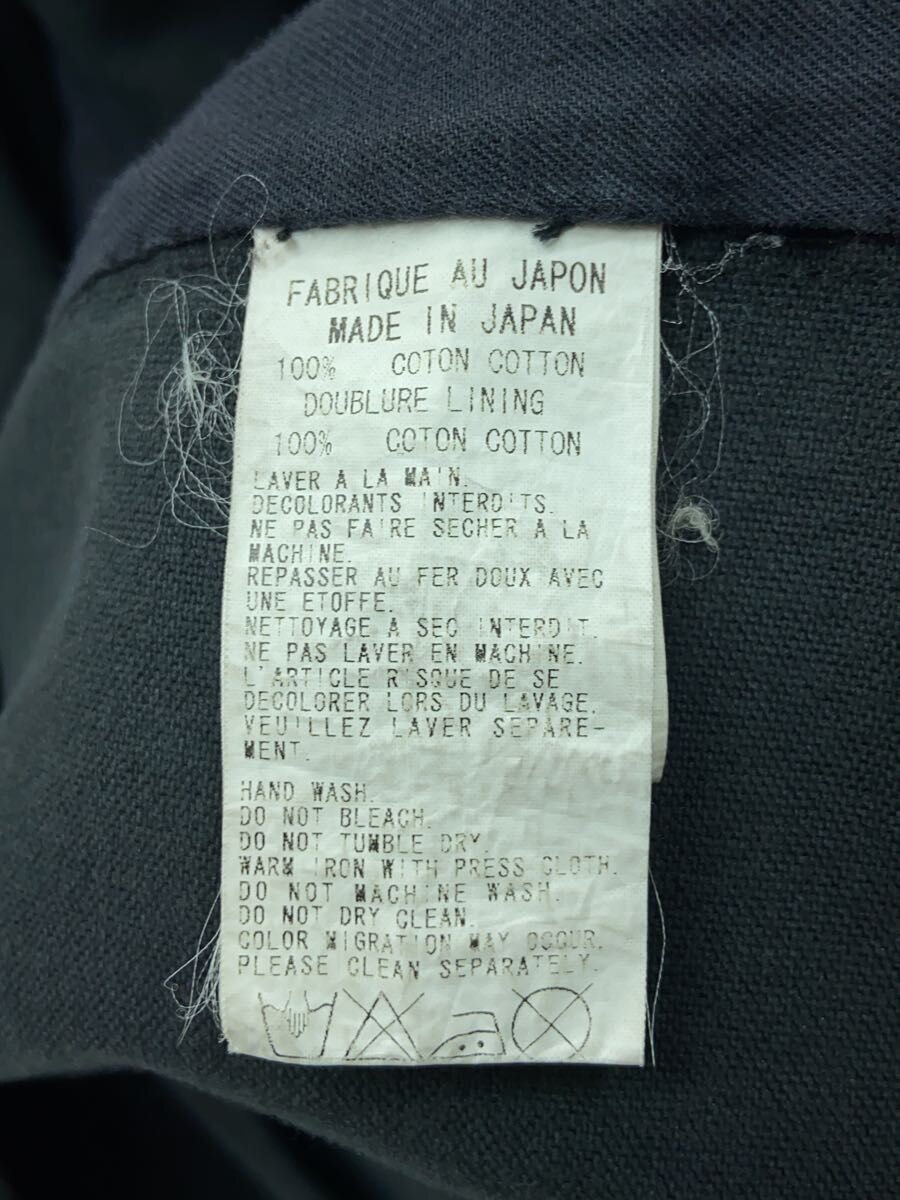 FABRIQUE AU JAPON
MADE IN JAPAN
100% COTON COTTON
DOUBLURE LINING
100% COTON COTTON
LAVER A LA MAIN.
DECOLORANTS INTERDITS.
NE PAS FAIRE SECHER A LA
MACHINE.
REPASSER AU FER DOUX AVEC
UNE ETOFFE.
NETTOYAGE A SEC INTERDIT.
NE PAS LAVER EN MACHINE.
L'ARTICLE RISQUE DE SE
DECOLORER LORS DU LAVAGE.
VEUILLEZ LAVER SEPARE-
MENT.
HAND WASH.
DO NOT BLEACH.
DO NOT TUMBLE DRY.
WARM IRON WITH PRESS CLOTH.
DO NOT MACHINE WASH.
DO NOT DRY CLEAN.
COLOR MIGRATION MAY OCCUR.
PLEASE CLEAN SEPARATELY.